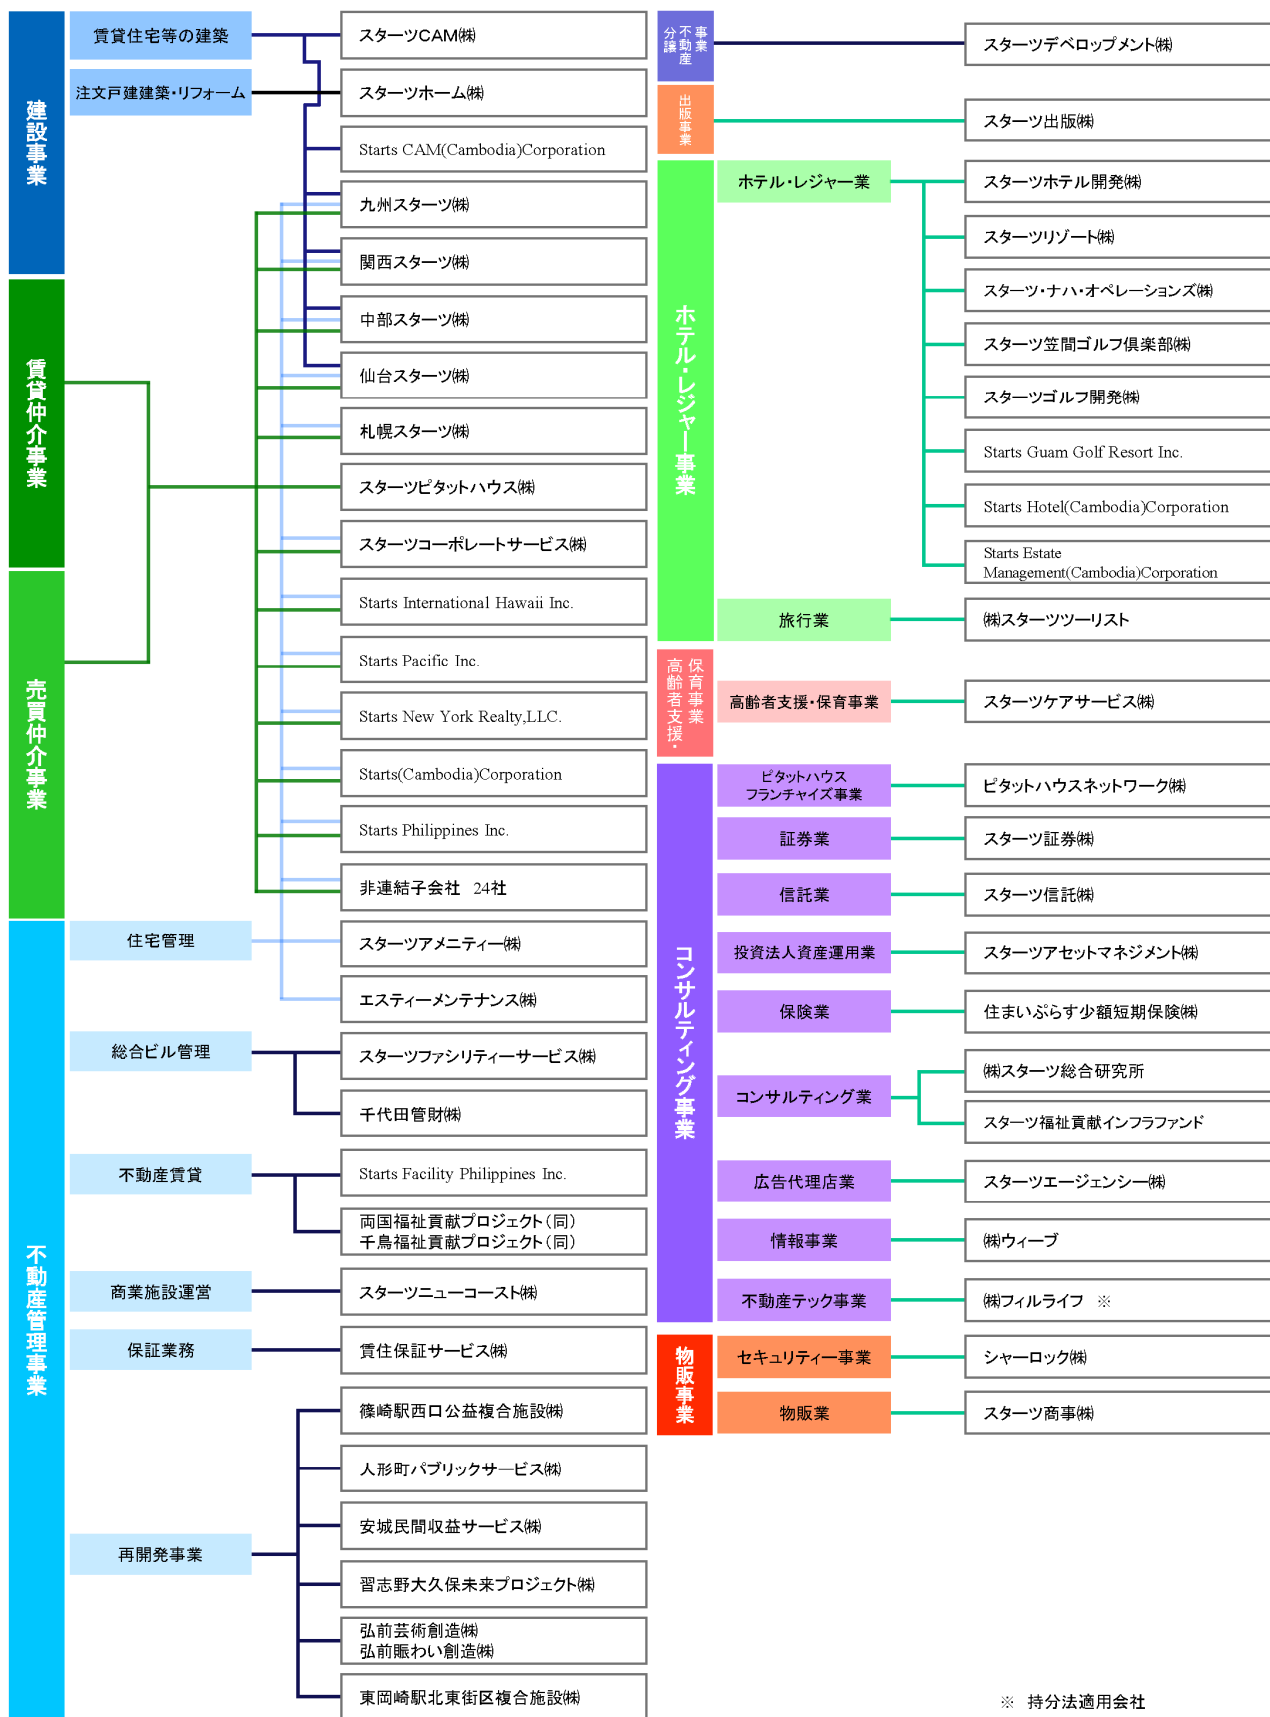 建設事業
賃貸住宅等の建築
注文戸建建築・リフォーム
スターツCAM㈱
スターツホーム㈱
Starts CAM(Cambodia)Corporation
九州スターツ㈱
関西スターツ㈱
中部スターツ㈱
仙台スターツ㈱
賃貸仲介事業
売買仲介事業
札幌スターツ㈱
スターツピタットハウス㈱
スターツコーポレートサービス㈱
Starts International Hawaii Inc.
Starts Pacific Inc.
Starts New York Realty,LLC.
Starts(Cambodia)Corporation
Starts Philippines Inc.
非連結子会社 24社
不動産管理事業
住宅管理
スターツアメニティー㈱
エスティーメンテナンス㈱
総合ビル管理
スターツファシリティーサービス㈱
千代田管財㈱
不動産賃貸
Starts Facility Philippines Inc.
両国福祉貢献プロジェクト（同）
千鳥福祉貢献プロジェクト（同）
商業施設運営
スターツニューコースト㈱
保証業務
賃住保証サービス㈱
再開発事業
篠崎駅西口公益複合施設㈱
人形町パブリックサービス㈱
安城民間収益サービス㈱
習志野大久保未来プロジェクト㈱
弘前芸術創造㈱
弘前賑わい創造㈱
東岡崎駅北東街区複合施設㈱
事業
不動産
分譲
スターツデベロップメント㈱
出版事業
スターツ出版㈱
ホテル・レジャー事業
ホテル・レジャー業
スターツホテル開発㈱
スターツリゾート㈱
スターツ・ナハ・オペレーションズ㈱
スターツ笠間ゴルフ倶楽部㈱
スターツゴルフ開発㈱
Starts Guam Golf Resort Inc.
Starts Hotel(Cambodia)Corporation
Starts Estate
Management(Cambodia)Corporation
旅行業
㈱スターツツーリスト
保育事業
高齢者支援・
高齢者支援・保育事業
スターツケアサービス㈱
コンサルティング事業
ピタットハウス
フランチャイズ事業
ピタットハウスネットワーク㈱
証券業
スターツ証券㈱
信託業
スターツ信託㈱
投資法人資産運用業
スターツアセットマネジメント㈱
保険業
住まいぷらす少額短期保険㈱
コンサルティング業
㈱スターツ総合研究所
スターツ福祉貢献インフラファンド
広告代理店業
スターツエージェンシー㈱
情報事業
㈱ウィーブ
不動産テック事業
㈱フィルライフ ※
物販事業
セキュリティー事業
シャーロック㈱
物販業
スターツ商事㈱
※ 持分法適用会社